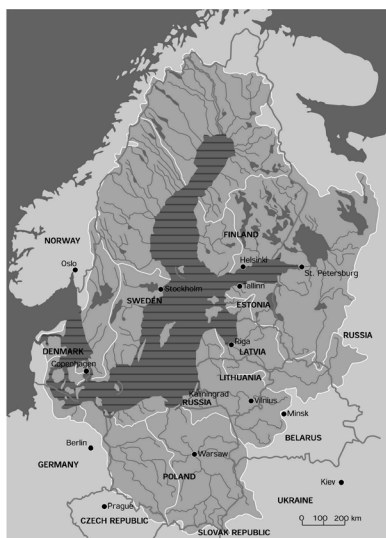 FINLAND
NORWAY
Helsinki
Oslo
St. Petersburg
Tallinn
Stockholm
SWEDEN
ESTONIA
RUSSIA
Riga
DENMARK
LATVIA
Copenhagen
LITHUANIA
Kaliningrad
RUSSIA
Vilnius
Minsk
BELARUS
Berlin
Warsaw
GERMANY
POLAND
Kiev
UKRAINE
Prague
CZECH REPUBLIC
0 200 km
SLOVAK REPUBLIC